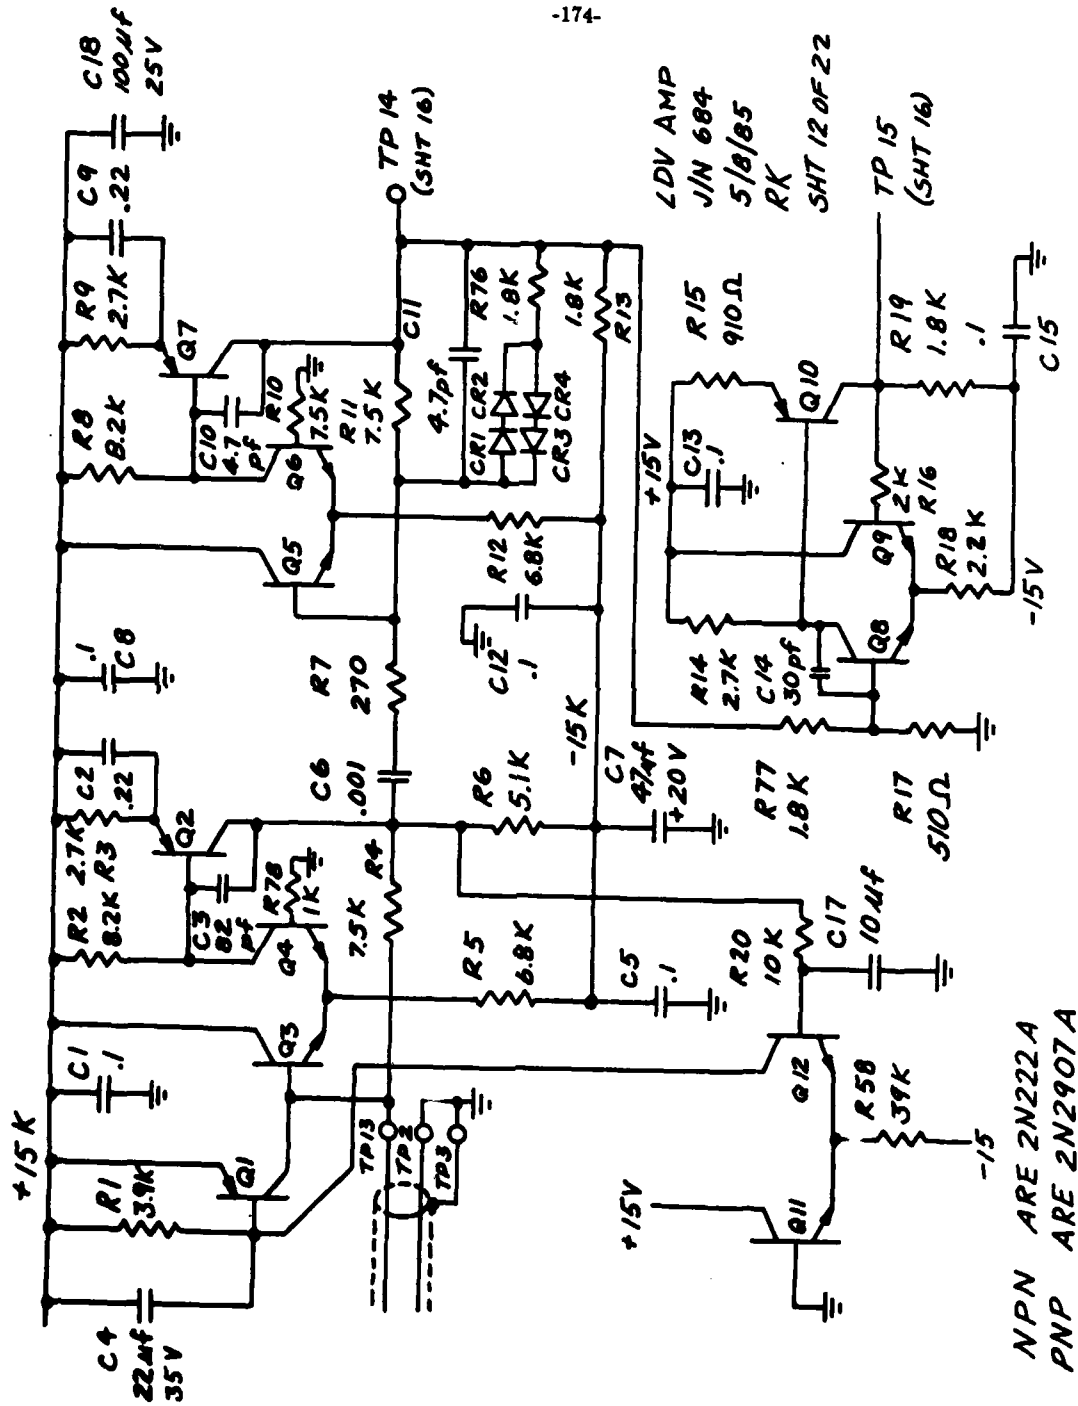 -174-
+15K
C4
22µf
35V
R1
3.9K
Q1
C1
.1
R2
8.2K
2.7K
R3
C2
.22
Q2
C3
82
pf
R78
1K
Q3
Q4
.1
C8
R8
8.2K
R9
2.7K
C9
.22
C18
100µf
25V
Q7
C10
4.7
pf
R10
7.5K
Q5
Q6
R11
7.5K
C11
4.7pf
TP 14
(SHT 16)
TP13
TP2
TP3
7.5K
R4
C6
.001
R7
270
R5
6.8K
R6
5.1K
C5
.1
-15K
C7
47µf
+20V
C12
.1
R12
6.8K
CR1
CR2
CR3
CR4
R76
1.8K
1.8K
R13
LDV AMP
J/N 684
5/8/85
RK
SHT 12 OF 22
+15V
C13
.1
R15
910Ω
R14
2.7K
C14
30pf
Q10
Q8
Q9
2K
R16
R18
2.2K
-15V
TP 15
(SHT 16)
R19
1.8K
.1
C15
R77
1.8K
R17
510Ω
R20
10K
C17
10µf
+15V
Q11
Q12
R58
39K
-15
NPN ARE 2N222A
PNP ARE 2N2907A